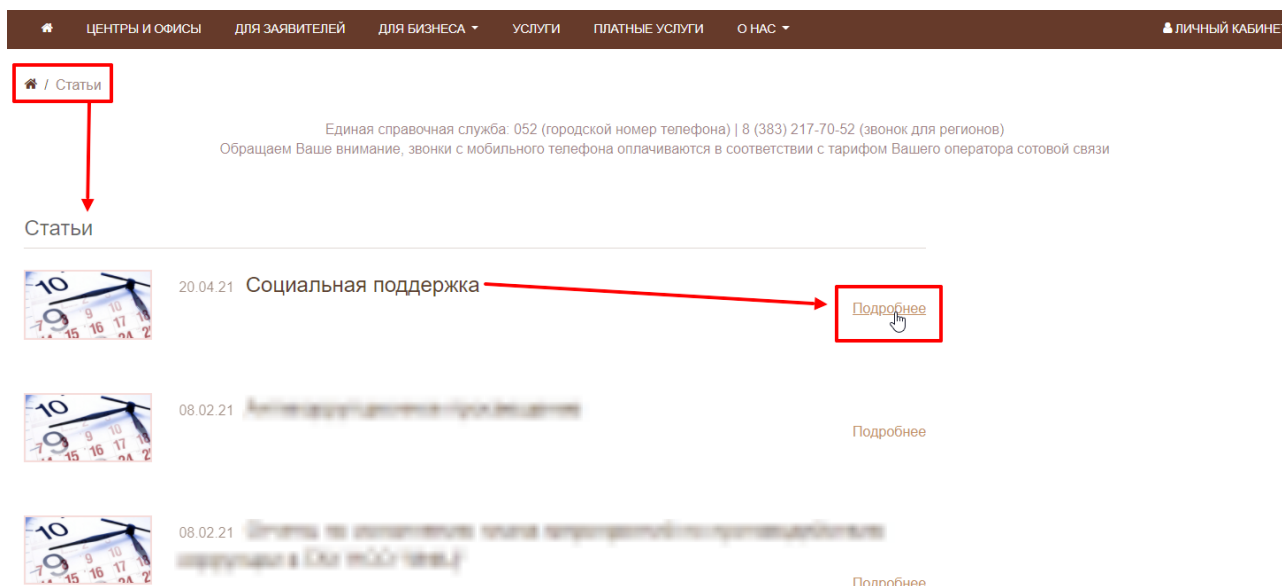 ЦЕНТРЫ И ОФИСЫ ДЛЯ ЗАЯВИТЕЛЕЙ ДЛЯ БИЗНЕСА УСЛУГИ ПЛАТНЫЕ УСЛУГИ О НАС ЛИЧНЫЙ КАБИНЕТ
/ Статьи
Единая справочная служба: 052 (городской номер телефона) | 8 (383) 217-70-52 (звонок для регионов)
Обращаем Ваше внимание, звонки с мобильного телефона оплачиваются в соответствии с тарифом Вашего оператора сотовой связи
Статьи
20.04.21 Социальная поддержка
Подробнее
08.02.21
Подробнее
08.02.21
Подробнее